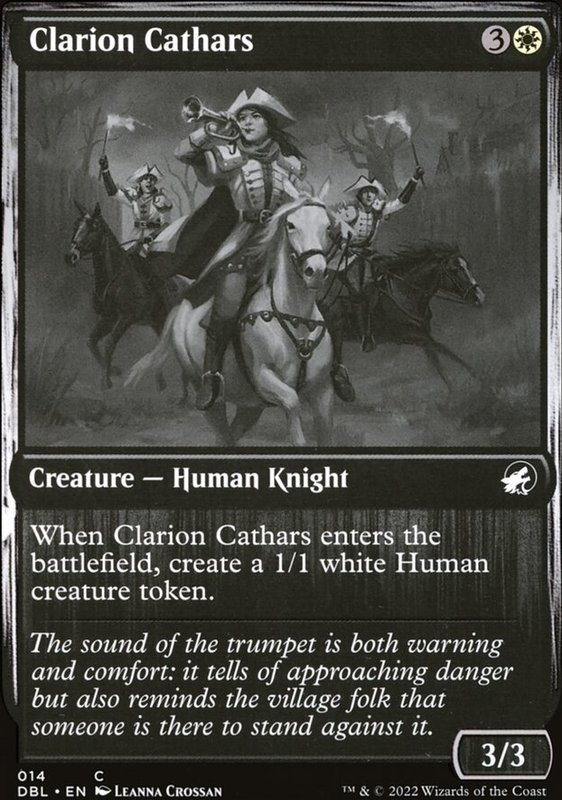 Clarion Cathars
3
Creature — Human Knight
When Clarion Cathars enters the
battlefield, create a 1/1 white Human
creature token.
The sound of the trumpet is both warning
and comfort: it tells of approaching danger
but also reminds the village folk that
someone is there to stand against it.
3/3
014 C
DBL • EN LEANNA CROSSAN
™ & © 2022 Wizards of the Coast